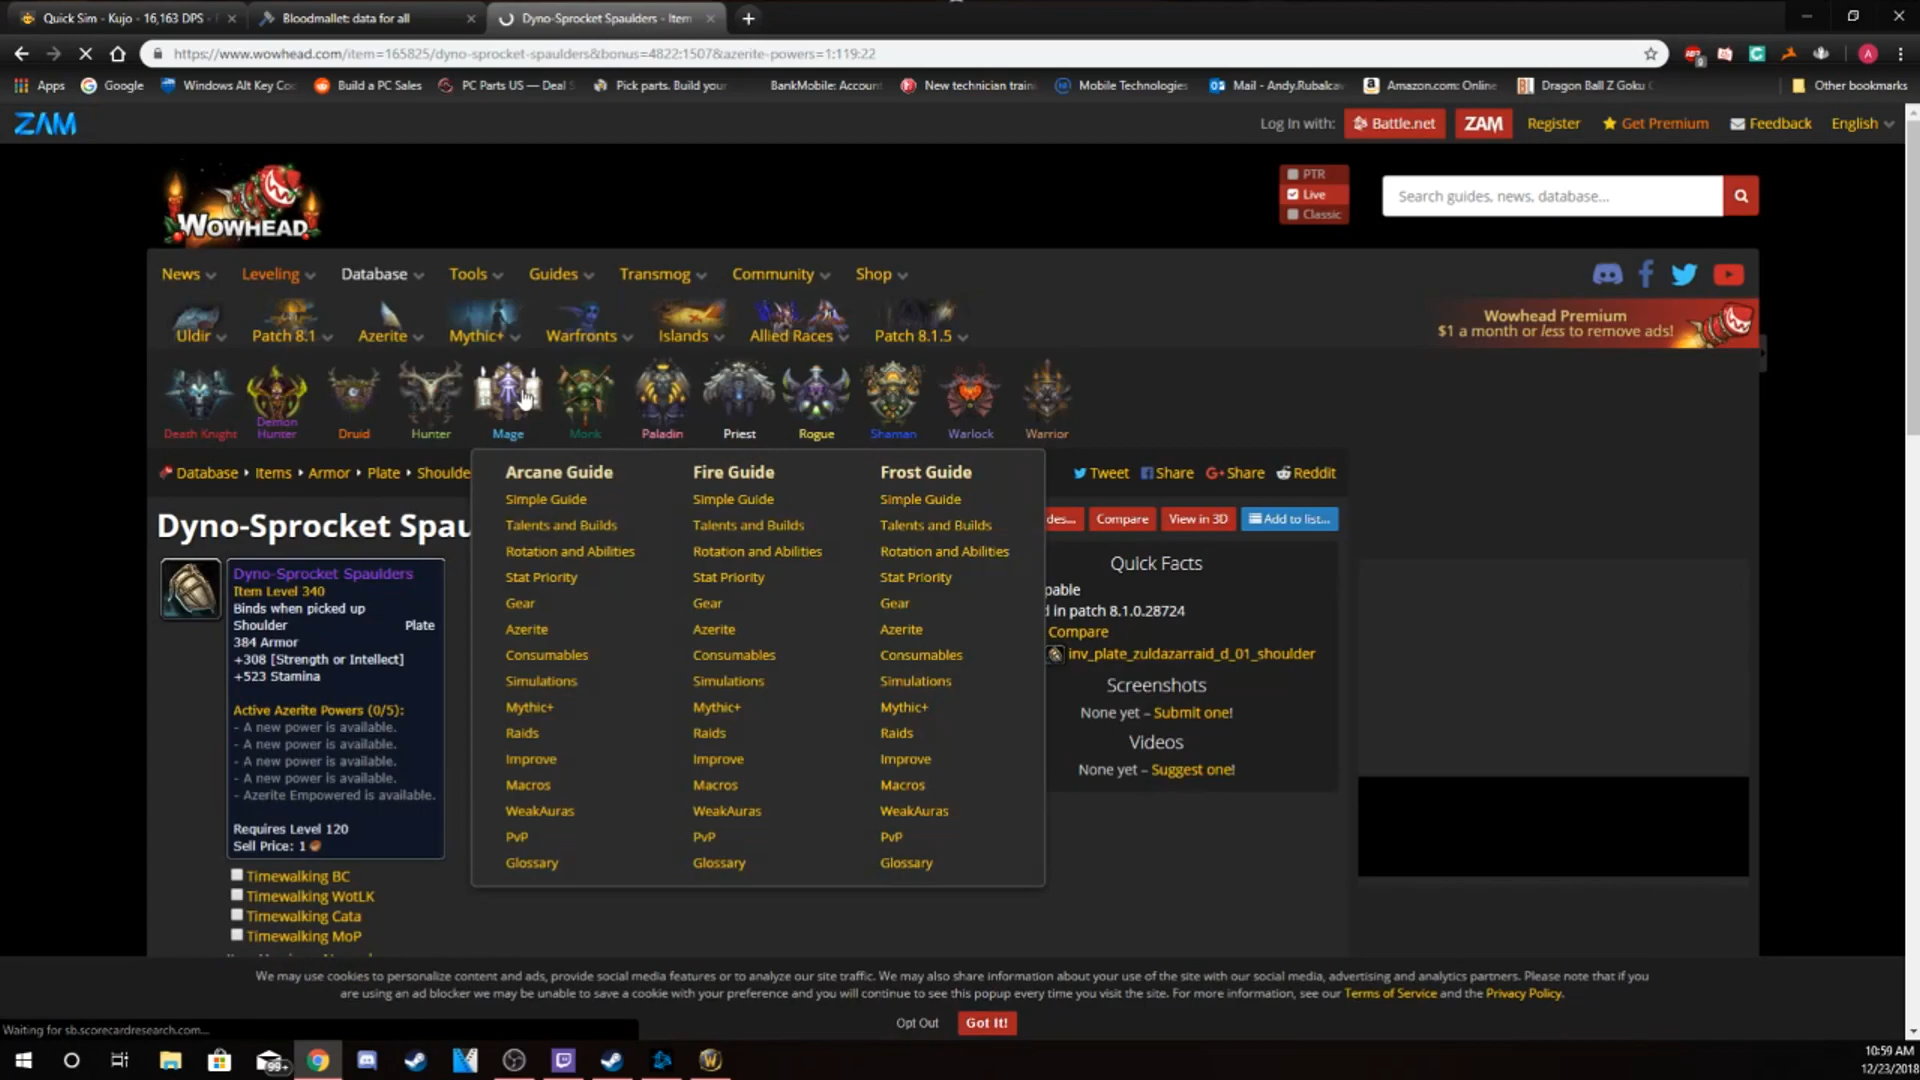 Quick Sim - Kujo - 16,163 DPS -
Bloodmallet: data for all
Dyno-Sprocket Spaulders - Item
https://www.wowhead.com/item=165825/dyno-sprocket-spaulders&bonus=4822:1507&azerite-powers=1:119:22
Apps
Google
Windows Alt Key Co
Build a PC Sales
PC Parts US — Deal S
Pick parts. Build your
BankMobile: Account
New technician train
Mobile Technologies
Mail - Andy.Rubalca
Amazon.com: Online
Dragon Ball Z Goku
Other bookmarks
ZAM
Log In with:
Battle.net
ZAM
Register
Get Premium
Feedback
English
WOWHEAD
PTR
Live
Classic
Search guides, news, database...
News
Leveling
Database
Tools
Guides
Transmog
Community
Shop
Uldir
Patch 8.1
Azerite
Mythic+
Warfronts
Islands
Allied Races
Patch 8.1.5
Wowhead Premium
$1 a month or less to remove ads!
Death Knight
Demon Hunter
Druid
Hunter
Mage
Monk
Paladin
Priest
Rogue
Shaman
Warlock
Warrior
Database
Items
Armor
Plate
Shoulde
Tweet
Share
G+ Share
Reddit
Dyno-Sprocket Spau
des...
Compare
View in 3D
Add to list...
Dyno-Sprocket Spaulders
Item Level 340
Binds when picked up
Shoulder Plate
384 Armor
+308 [Strength or Intellect]
+523 Stamina
Active Azerite Powers (0/5):
- A new power is available.
- A new power is available.
- A new power is available.
- A new power is available.
- Azerite Empowered is available.
Requires Level 120
Sell Price: 1
Timewalking BC
Timewalking WotLK
Timewalking Cata
Timewalking MoP
Arcane Guide
Simple Guide
Talents and Builds
Rotation and Abilities
Stat Priority
Gear
Azerite
Consumables
Simulations
Mythic+
Raids
Improve
Macros
WeakAuras
PvP
Glossary
Fire Guide
Simple Guide
Talents and Builds
Rotation and Abilities
Stat Priority
Gear
Azerite
Consumables
Simulations
Mythic+
Raids
Improve
Macros
WeakAuras
PvP
Glossary
Frost Guide
Simple Guide
Talents and Builds
Rotation and Abilities
Stat Priority
Gear
Azerite
Consumables
Simulations
Mythic+
Raids
Improve
Macros
WeakAuras
PvP
Glossary
Quick Facts
pable
d in patch 8.1.0.28724
Compare
inv_plate_zuldazarraid_d_01_shoulder
Screenshots
None yet – Submit one!
Videos
None yet – Suggest one!
We may use cookies to personalize content and ads, provide social media features or to analyze our site traffic. We may also share information about your use of the site with our social media, advertising and analytics partners. Please note that if you
are using an ad blocker we may be unable to save a cookie with your preference and you will continue to see this popup every time you visit the site. For more information, see our Terms of Service and the Privacy Policy.
Opt Out
Got It!
Waiting for sb.scorecardresearch.com...
99+
10:59 AM
12/23/2018